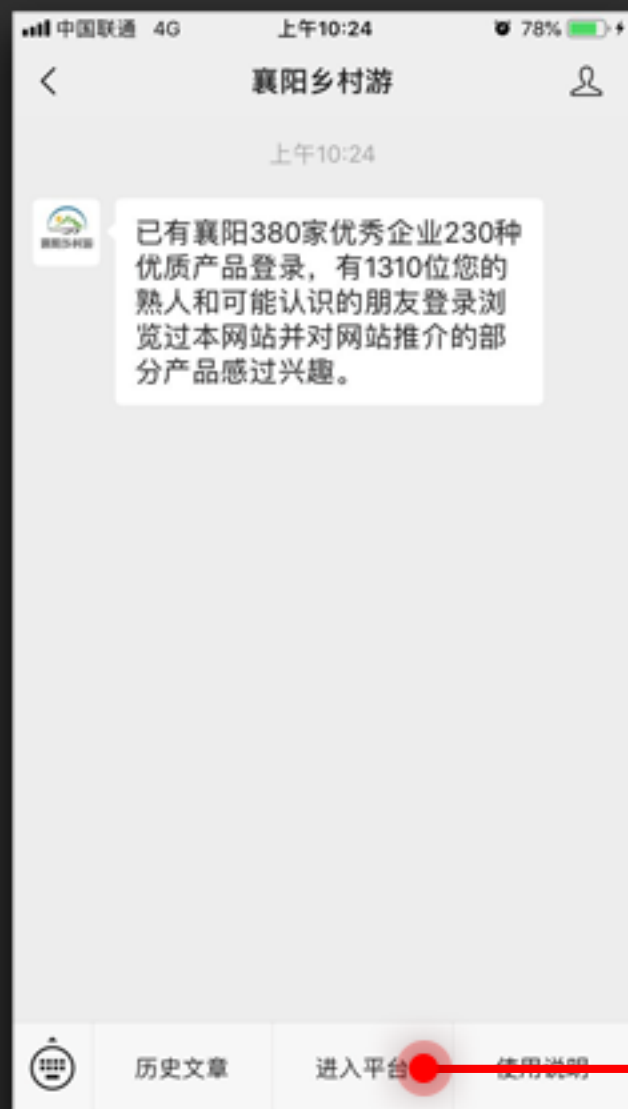 中国联通 4G 上午10:24 78%
襄阳乡村游
上午10:24
襄阳乡村游
已有襄阳380家优秀企业230种
优质产品登录，有1310位您的
熟人和可能认识的朋友登录浏
览过本网站并对网站推介的部
分产品感过兴趣。
历史文章 进入平台 使用说明